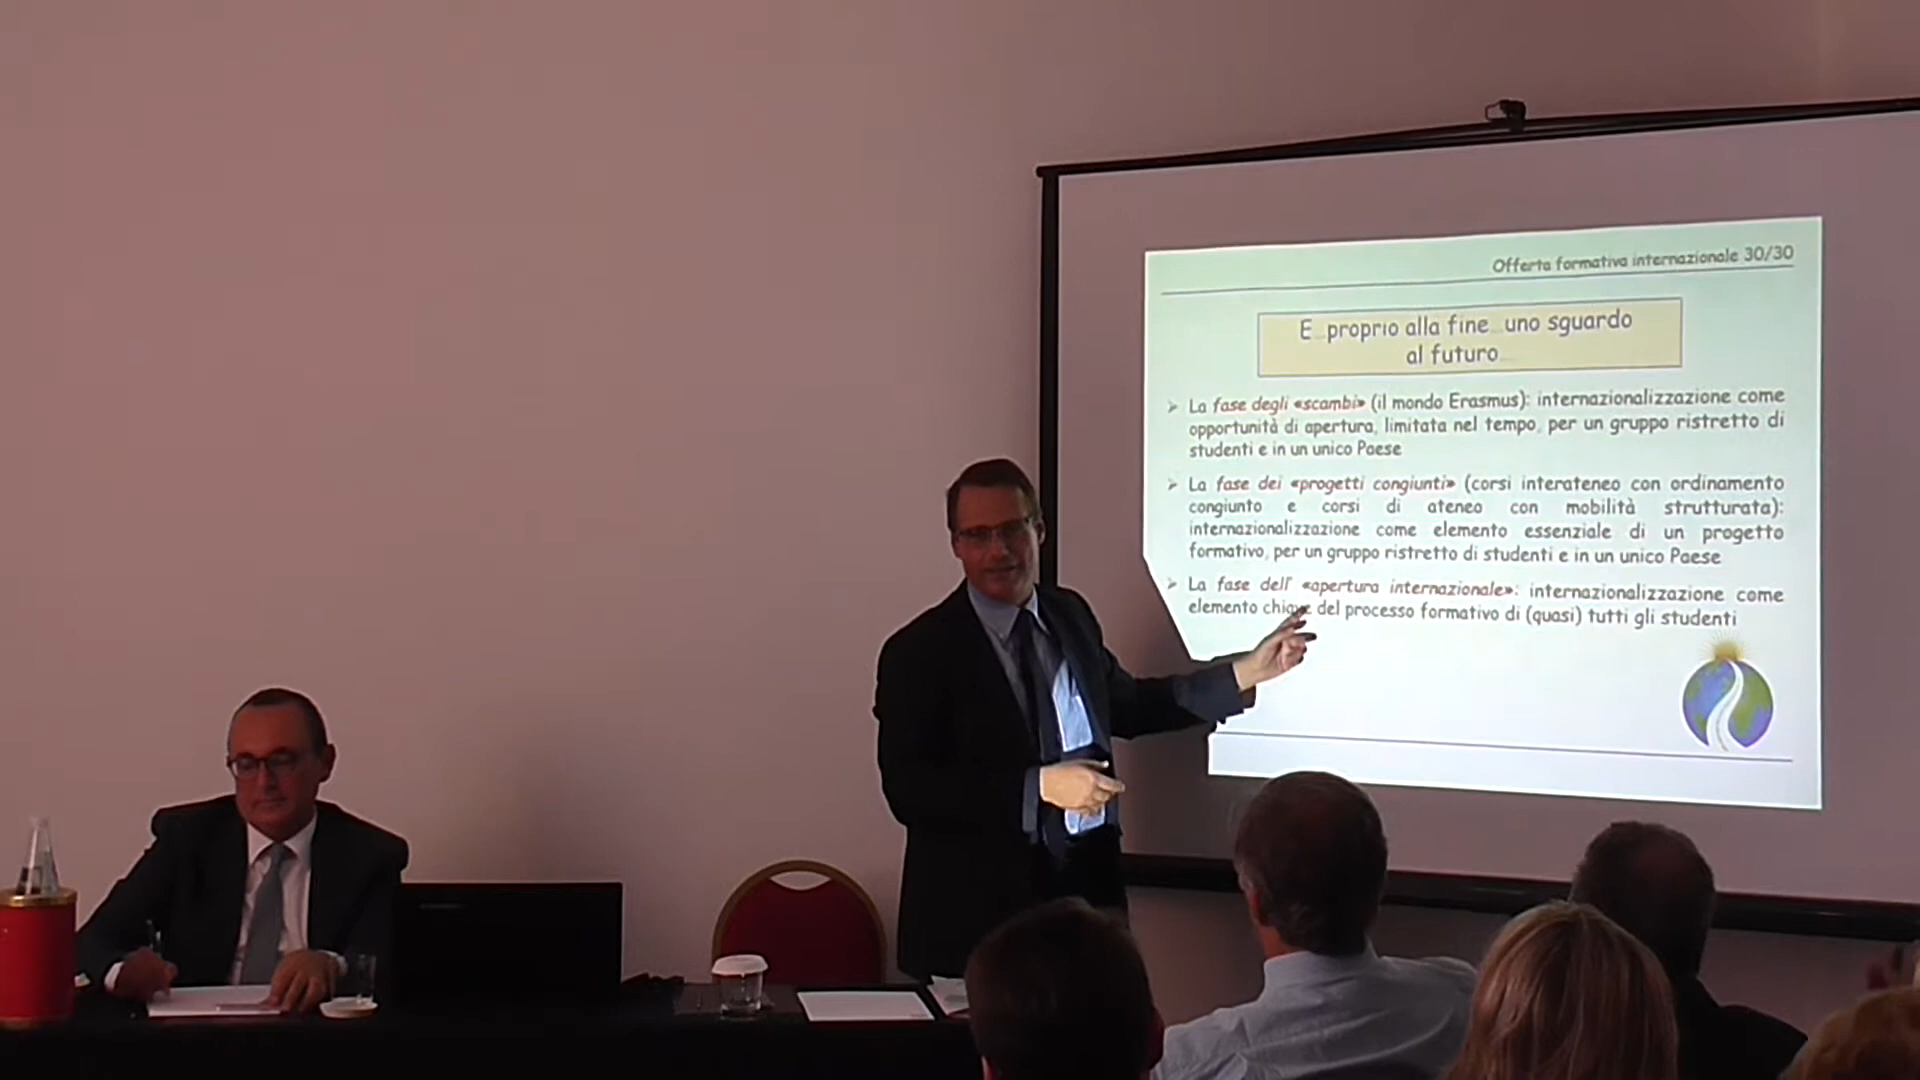 Offerta formativa internazionale 30/30
E...proprio alla fine...uno sguardo
al futuro...
➢ La fase degli «scambi» (il mondo Erasmus): internazionalizzazione come
opportunità di apertura, limitata nel tempo, per un gruppo ristretto di
studenti e in un unico Paese
➢ La fase dei «progetti congiunti» (corsi interateneo con ordinamento
congiunto e corsi di ateneo con mobilità strutturata):
internazionalizzazione come elemento essenziale di un progetto
formativo, per un gruppo ristretto di studenti e in un unico Paese
➢ La fase dell' «apertura internazionale»: internazionalizzazione come
elemento chiave del processo formativo di (quasi) tutti gli studenti